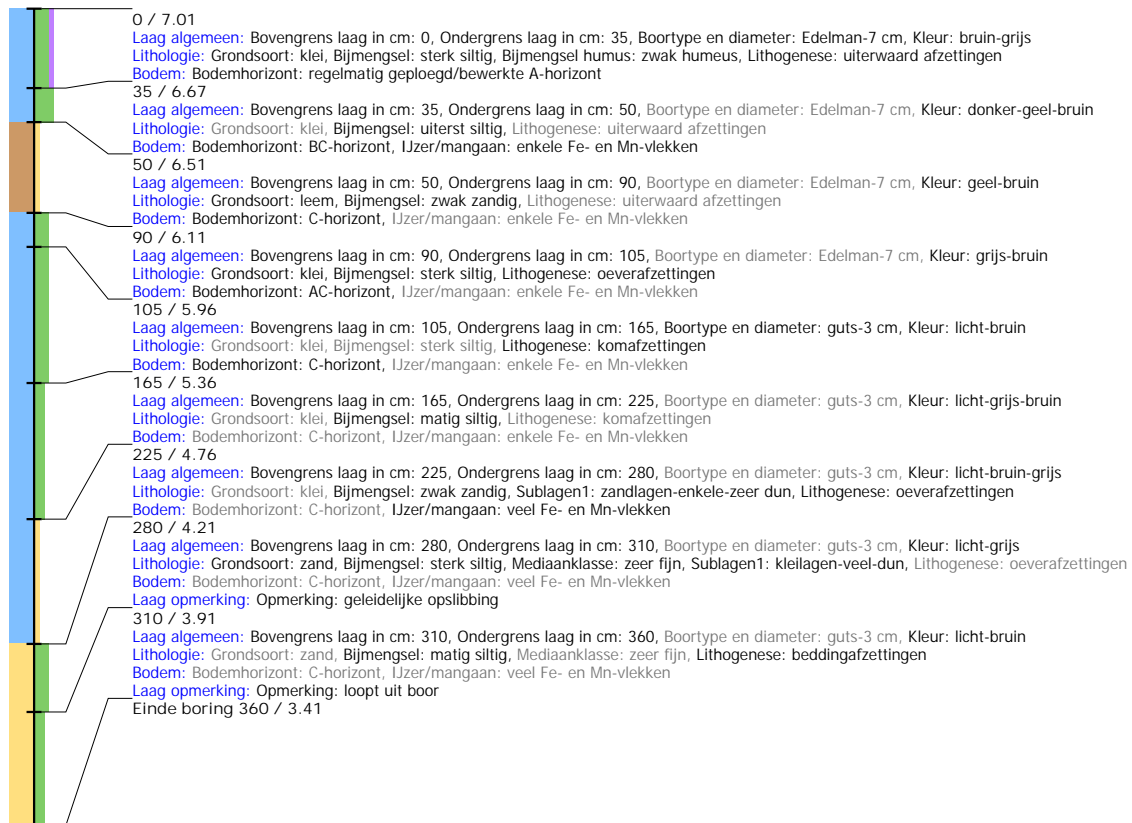 0 / 7.01
Laag algemeen: Bovengrens laag in cm: 0, Ondergrens laag in cm: 35, Boortype en diameter: Edelman-7 cm, Kleur: bruin-grijs
Lithologie: Grondsoort: klei, Bijmengsel: sterk siltig, Bijmengsel humus: zwak humeus, Lithogenese: uiterwaard afzettingen
Bodem: Bodemhorizont: regelmatig geploegd/bewerkte A-horizont
35 / 6.67
Laag algemeen: Bovengrens laag in cm: 35, Ondergrens laag in cm: 50, Boortype en diameter: Edelman-7 cm, Kleur: donker-geel-bruin
Lithologie: Grondsoort: klei, Bijmengsel: uiterst siltig, Lithogenese: uiterwaard afzettingen
Bodem: Bodemhorizont: BC-horizont, IJzer/mangaan: enkele Fe- en Mn-vlekken
50 / 6.51
Laag algemeen: Bovengrens laag in cm: 50, Ondergrens laag in cm: 90, Boortype en diameter: Edelman-7 cm, Kleur: geel-bruin
Lithologie: Grondsoort: leem, Bijmengsel: zwak zandig, Lithogenese: uiterwaard afzettingen
Bodem: Bodemhorizont: C-horizont, IJzer/mangaan: enkele Fe- en Mn-vlekken
90 / 6.11
Laag algemeen: Bovengrens laag in cm: 90, Ondergrens laag in cm: 105, Boortype en diameter: Edelman-7 cm, Kleur: grijs-bruin
Lithologie: Grondsoort: klei, Bijmengsel: sterk siltig, Lithogenese: oeverafzettingen
Bodem: Bodemhorizont: AC-horizont, IJzer/mangaan: enkele Fe- en Mn-vlekken
105 / 5.96
Laag algemeen: Bovengrens laag in cm: 105, Ondergrens laag in cm: 165, Boortype en diameter: guts-3 cm, Kleur: licht-bruin
Lithologie: Grondsoort: klei, Bijmengsel: sterk siltig, Lithogenese: komafzettingen
Bodem: Bodemhorizont: C-horizont, IJzer/mangaan: enkele Fe- en Mn-vlekken
165 / 5.36
Laag algemeen: Bovengrens laag in cm: 165, Ondergrens laag in cm: 225, Boortype en diameter: guts-3 cm, Kleur: licht-grijs-bruin
Lithologie: Grondsoort: klei, Bijmengsel: matig siltig, Lithogenese: komafzettingen
Bodem: Bodemhorizont: C-horizont, IJzer/mangaan: enkele Fe- en Mn-vlekken
225 / 4.76
Laag algemeen: Bovengrens laag in cm: 225, Ondergrens laag in cm: 280, Boortype en diameter: guts-3 cm, Kleur: licht-bruin-grijs
Lithologie: Grondsoort: klei, Bijmengsel: zwak zandig, Sublagen1: zandlagen-enkele-zeer dun, Lithogenese: oeverafzettingen
Bodem: Bodemhorizont: C-horizont, IJzer/mangaan: veel Fe- en Mn-vlekken
280 / 4.21
Laag algemeen: Bovengrens laag in cm: 280, Ondergrens laag in cm: 310, Boortype en diameter: guts-3 cm, Kleur: licht-grijs
Lithologie: Grondsoort: zand, Bijmengsel: sterk siltig, Mediaanklasse: zeer fijn, Sublagen1: kleilagen-veel-dun, Lithogenese: oeverafzettingen
Bodem: Bodemhorizont: C-horizont, IJzer/mangaan: veel Fe- en Mn-vlekken
Laag opmerking: Opmerking: geleidelijke opslibbing
310 / 3.91
Laag algemeen: Bovengrens laag in cm: 310, Ondergrens laag in cm: 360, Boortype en diameter: guts-3 cm, Kleur: licht-bruin
Lithologie: Grondsoort: zand, Bijmengsel: matig siltig, Mediaanklasse: zeer fijn, Lithogenese: beddingafzettingen
Bodem: Bodemhorizont: C-horizont, IJzer/mangaan: veel Fe- en Mn-vlekken
Laag opmerking: Opmerking: loopt uit boor
Einde boring 360 / 3.41